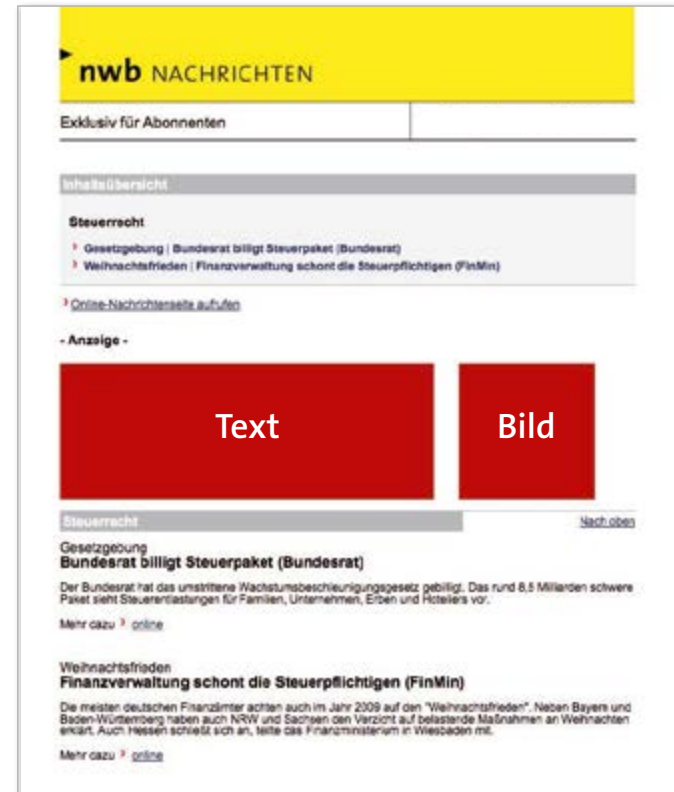 nwb NACHRICHTEN
Exklusiv für Abonnenten
Inhaltsübersicht
Steuerrecht
Gesetzgebung | Bundesrat billigt Steuerpaket (Bundesrat)
Weihnachtsfrieden | Finanzverwaltung schont die Steuerpflichtigen (FinMin)
Online-Nachrichtenseite aufrufen
- Anzeige -
Text Bild
Steuerrecht Nach oben
Gesetzgebung
Bundesrat billigt Steuerpaket (Bundesrat)
Der Bundesrat hat das umstrittene Wachstumsbeschleunigungsgesetz gebilligt. Das rund 8,5 Milliarden schwere
Paket sieht Steuerentlastungen für Familien, Unternehmen, Erben und Hoteliers vor.
Mehr dazu online
Weihnachtsfrieden
Finanzverwaltung schont die Steuerpflichtigen (FinMin)
Die meisten deutschen Finanzämter achten auch im Jahr 2009 auf den "Weihnachtsfrieden". Neben Bayern und
Baden-Württemberg haben auch NRW und Sachsen den Verzicht auf belastende Maßnahmen an Weihnachten
erklärt. Auch Hessen schließt sich an, teilte das Finanzministerium in Wiesbaden mit.
Mehr dazu online